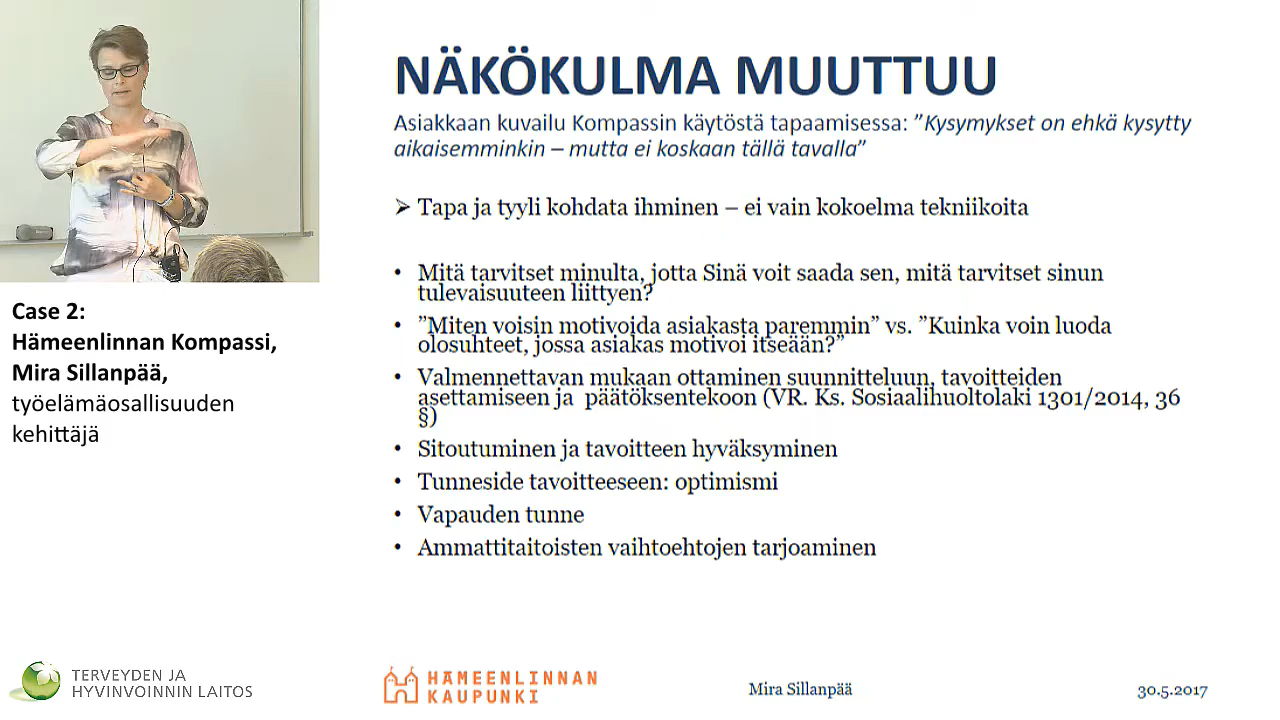 NÄKÖKULMA MUUTTUU
Asiakkaan kuvailu Kompassin käytöstä tapaamisessa: ”Kysymykset on ehkä kysytty
aikaisemminkin – mutta ei koskaan tällä tavalla”
➢ Tapa ja tyyli kohdata ihminen – ei vain kokoelma tekniikoita
• Mitä tarvitset minulta, jotta Sinä voit saada sen, mitä tarvitset sinun
tulevaisuuteen liittyen?
• ”Miten voisin motivoida asiakasta paremmin” vs. ”Kuinka voin luoda
olosuhteet, jossa asiakas motivoi itseään?”
• Valmennettavan mukaan ottaminen suunnitteluun, tavoitteiden
asettamiseen ja päätöksentekoon (VR. Ks. Sosiaalihuoltolaki 1301/2014, 36
§)
• Sitoutuminen ja tavoitteen hyväksyminen
• Tunneside tavoitteeseen: optimismi
• Vapauden tunne
• Ammattitaitoisten vaihtoehtojen tarjoaminen
Case 2:
Hämeenlinnan Kompassi,
Mira Sillanpää,
työelämäosallisuuden
kehittäjä
TERVEYDEN JA
HYVINVOINNIN LAITOS
HÄMEENLINNAN
KAUPUNKI
Mira Sillanpää
30.5.2017